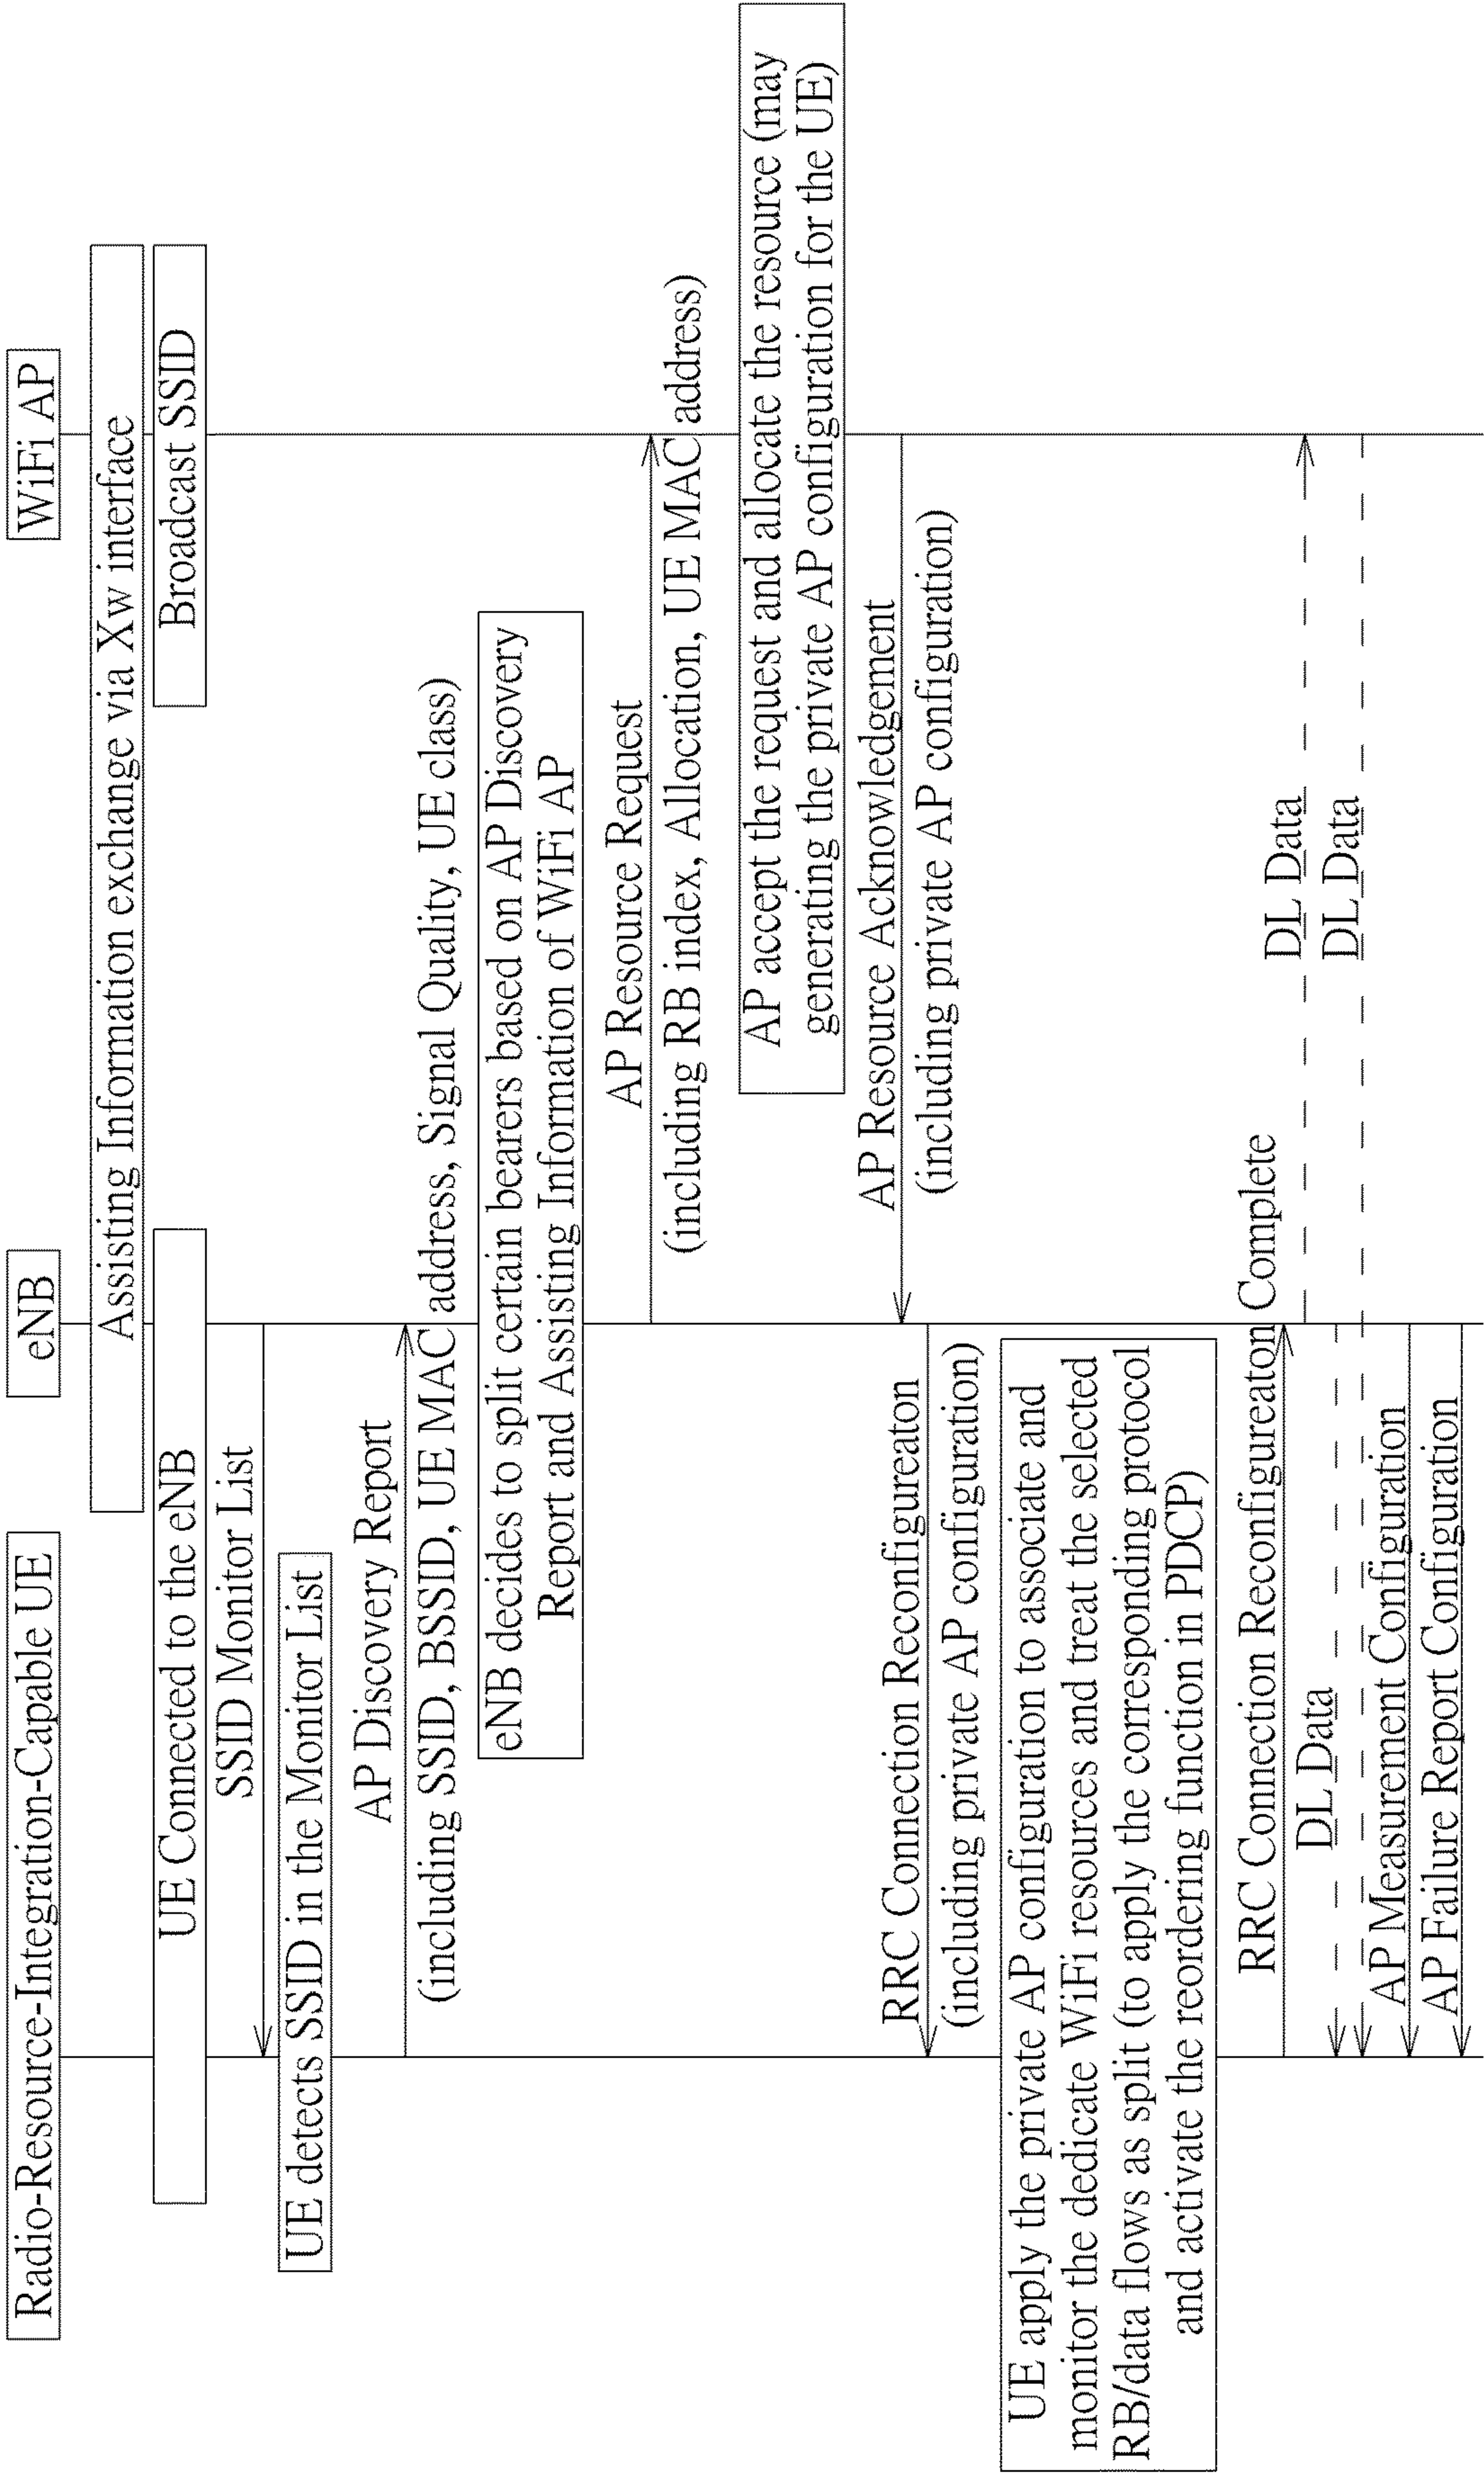 Radio-Resource-Integration-Capable UE
eNB
WiFi AP
Assisting Information exchange via Xw interface
UE Connected to the eNB
Broadcast SSID
SSID Monitor List
UE detects SSID in the Monitor List
AP Discovery Report
(including SSID, BSSID, UE MAC address, Signal Quality, UE class)
eNB decides to split certain bearers based on AP Discovery
Report and Assisting Information of WiFi AP
AP Resource Request
(including RB index, Allocation, UE MAC address)
AP accept the request and allocate the resource (may
generating the private AP configuration for the UE)
AP Resource Acknowledgement
(including private AP configuration)
RRC Connection Reconfigureaton
(including private AP configuration)
UE apply the private AP configuration to associate and
monitor the dedicate WiFi resources and treat the selected
RB/data flows as split (to apply the corresponding protocol
and activate the reordering function in PDCP)
RRC Connection Reconfigureaton Complete
DL Data
DL Data
DL Data
AP Measurement Configuration
AP Failure Report Configuration